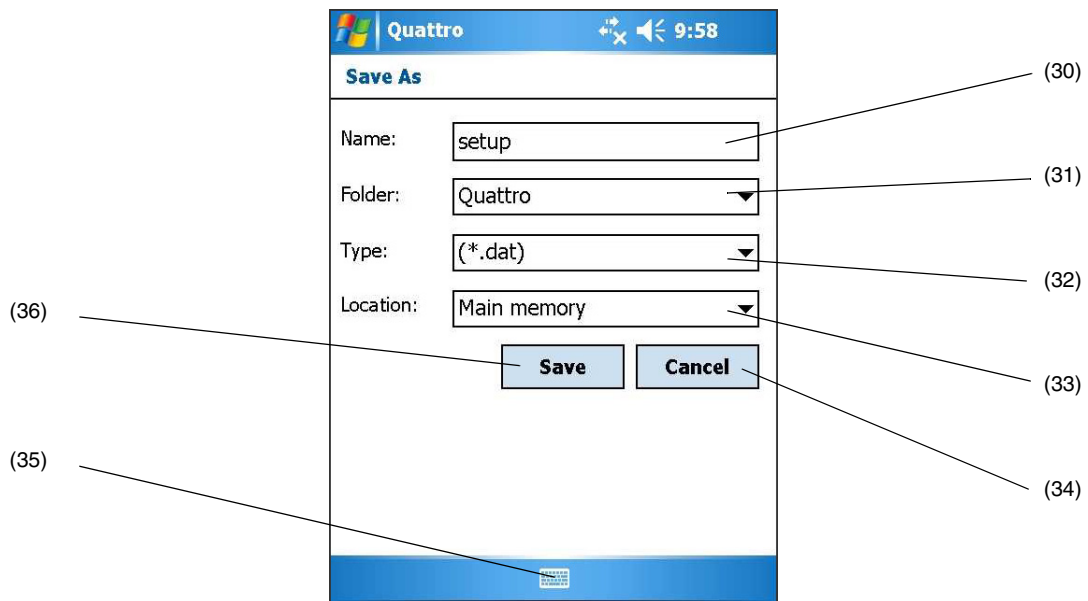 Quattro 9:58
Save As
(30)
Name: setup
(31)
Folder: Quattro
Type: (*.dat)
(32)
Location: Main memory
(36)
Save Cancel
(33)
(35)
(34)